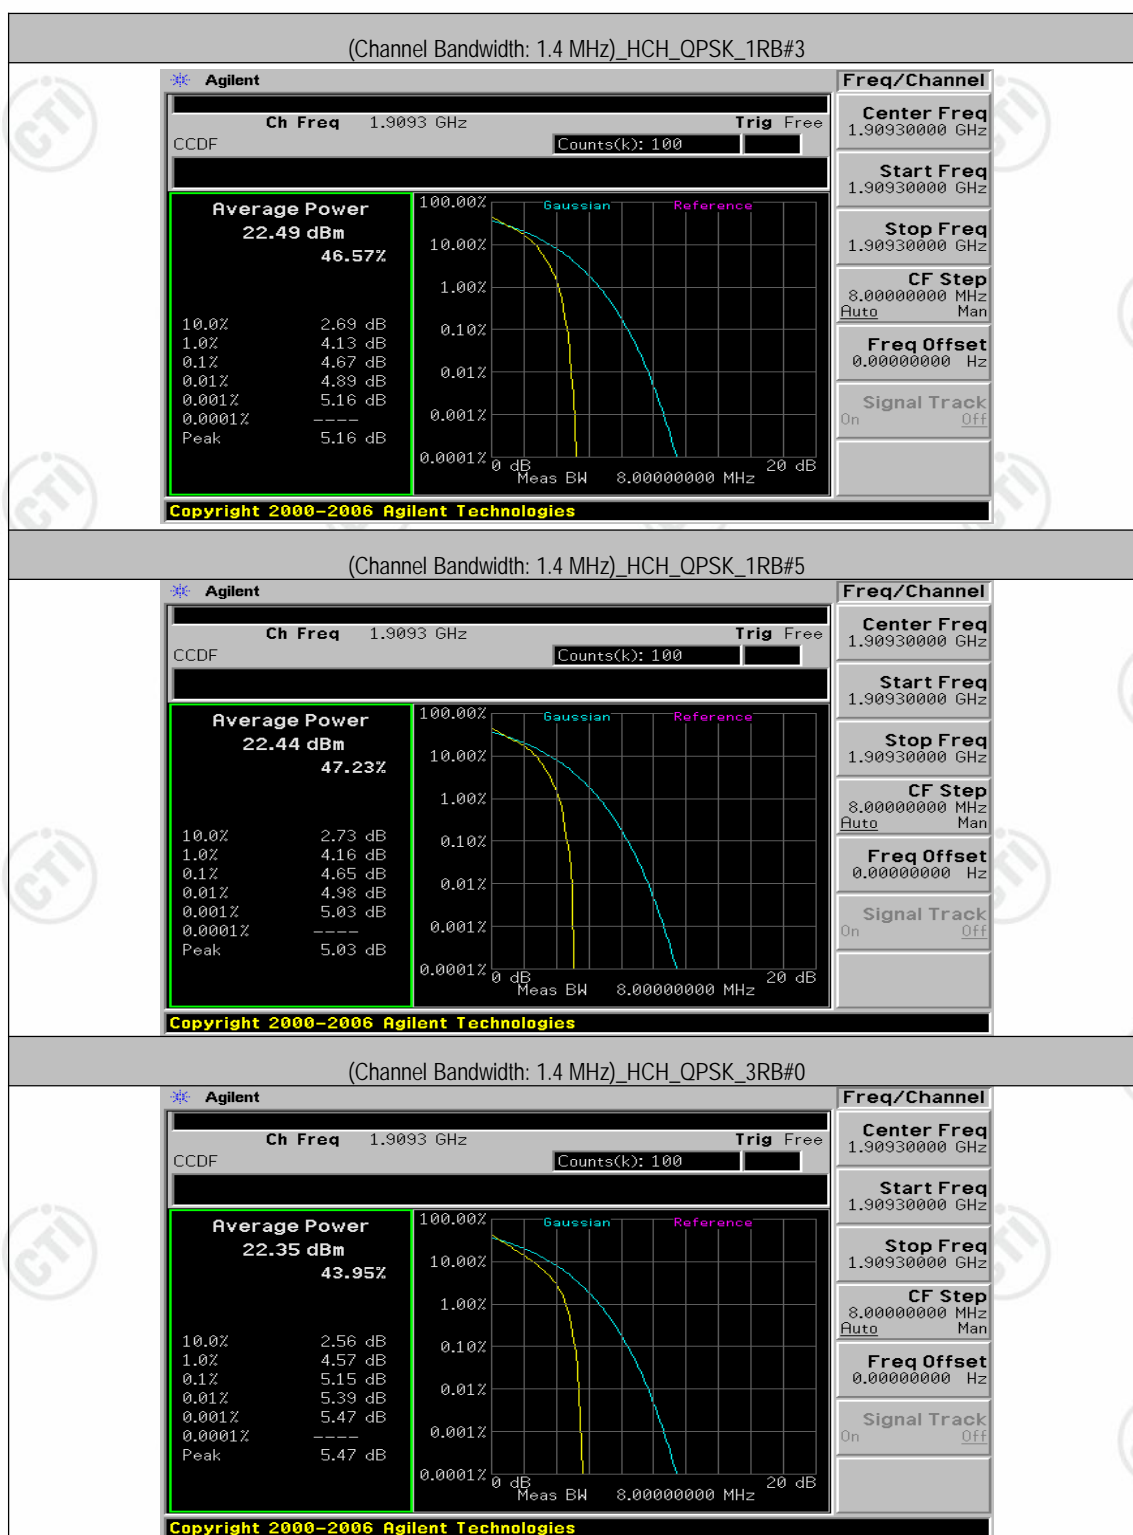 (Channel Bandwidth: 1.4 MHz)_HCH_QPSK_1RB#3
Agilent
Freq/Channel
Ch Freq 1.9093 GHz Trig Free
CCDF Counts(k): 100
Center Freq
1.90930000 GHz
Start Freq
1.90930000 GHz
Stop Freq
1.90930000 GHz
CF Step
8.00000000 MHz
Auto Man
Freq Offset
0.00000000 Hz
Signal Track
On Off
Average Power
22.49 dBm
46.57%
10.0% 2.69 dB
1.0% 4.13 dB
0.1% 4.67 dB
0.01% 4.89 dB
0.001% 5.16 dB
0.0001% ----
Peak 5.16 dB
Gaussian Reference
100.00%
10.00%
1.00%
0.10%
0.01%
0.001%
0.0001%
0 dB 20 dB
Meas BW 8.00000000 MHz
Copyright 2000-2006 Agilent Technologies
(Channel Bandwidth: 1.4 MHz)_HCH_QPSK_1RB#5
Agilent
Freq/Channel
Ch Freq 1.9093 GHz Trig Free
CCDF Counts(k): 100
Center Freq
1.90930000 GHz
Start Freq
1.90930000 GHz
Stop Freq
1.90930000 GHz
CF Step
8.00000000 MHz
Auto Man
Freq Offset
0.00000000 Hz
Signal Track
On Off
Average Power
22.44 dBm
47.23%
10.0% 2.73 dB
1.0% 4.16 dB
0.1% 4.65 dB
0.01% 4.98 dB
0.001% 5.03 dB
0.0001% ----
Peak 5.03 dB
Gaussian Reference
100.00%
10.00%
1.00%
0.10%
0.01%
0.001%
0.0001%
0 dB 20 dB
Meas BW 8.00000000 MHz
Copyright 2000-2006 Agilent Technologies
(Channel Bandwidth: 1.4 MHz)_HCH_QPSK_3RB#0
Agilent
Freq/Channel
Ch Freq 1.9093 GHz Trig Free
CCDF Counts(k): 100
Center Freq
1.90930000 GHz
Start Freq
1.90930000 GHz
Stop Freq
1.90930000 GHz
CF Step
8.00000000 MHz
Auto Man
Freq Offset
0.00000000 Hz
Signal Track
On Off
Average Power
22.35 dBm
43.95%
10.0% 2.56 dB
1.0% 4.57 dB
0.1% 5.15 dB
0.01% 5.39 dB
0.001% 5.47 dB
0.0001% ----
Peak 5.47 dB
Gaussian Reference
100.00%
10.00%
1.00%
0.10%
0.01%
0.001%
0.0001%
0 dB 20 dB
Meas BW 8.00000000 MHz
Copyright 2000-2006 Agilent Technologies
CTI
CTI
CTI
CTI
CTI
CTI
CTI
CTI